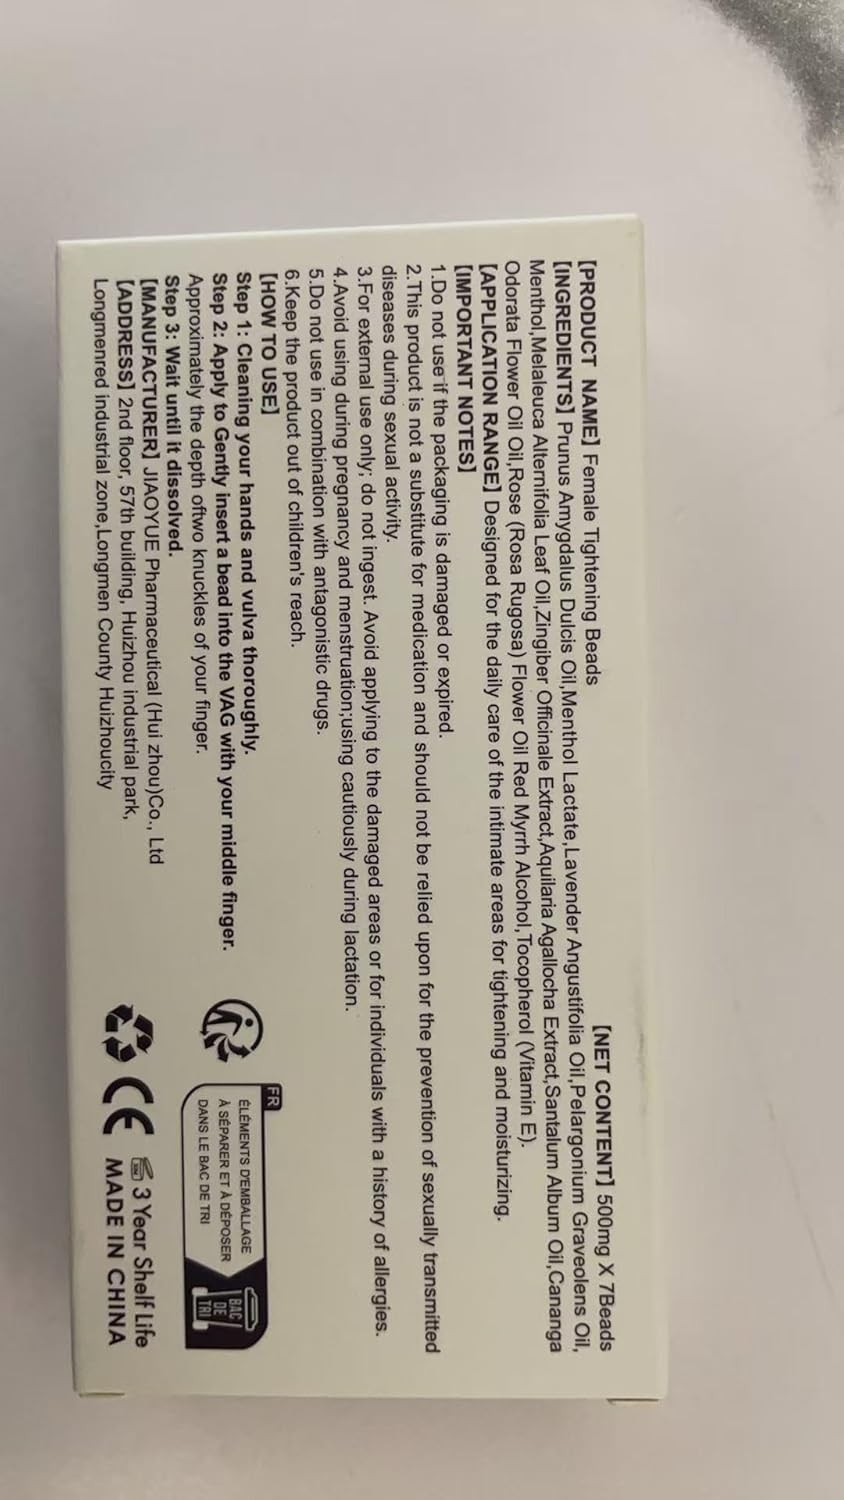 【PRODUCT NAME】 Female Tightening Beads 【NET CONTENT】 500mg X 7Beads
【INGREDIENTS】 Prunus Amygdalus Dulcis Oil,Menthol Lactate,Lavender Angustifolia Oil,Pelargonium Graveolens Oil,
Menthol,Melaleuca Alternifolia Leaf Oil,Zingiber Officinale Extract,Aquilaria Agallocha Extract,Santalum Album Oil,Cananga
Odorata Flower Oil Oil,Rose (Rosa Rugosa) Flower Oil Red Myrrh Alcohol,Tocopherol (Vitamin E).
【APPLICATION RANGE】 Designed for the daily care of the intimate areas for tightening and moisturizing.
【IMPORTANT NOTES】
1.Do not use if the packaging is damaged or expired.
2.This product is not a substitute for medication and should not be relied upon for the prevention of sexually transmitted
diseases during sexual activity.
3.For external use only; do not ingest. Avoid applying to the damaged areas or for individuals with a history of allergies.
4.Avoid using during pregnancy and menstruation;using cautiously during lactation.
5.Do not use in combination with antagonistic drugs.
6.Keep the product out of children's reach.
【HOW TO USE】
Step 1: Cleaning your hands and vulva thoroughly.
Step 2: Apply to Gently insert a bead into the VAG with your middle finger.
Approximately the depth oftwo knuckles of your finger.
Step 3: Wait until it dissolved.
【MANUFACTURER】 JIAOYUE Pharmaceutical (Hui zhou)Co., Ltd
【ADDRESS】 2nd floor, 57th building, Huizhou industrial park,
Longmenred industrial zone,Longmen County Huizhoucity
FR
ÉLÉMENTS D'EMBALLAGE
À SÉPARER ET À DÉPOSER
DANS LE BAC DE TRI
BAC
DE
TRI
CE
3 Year Shelf Life
MADE IN CHINA